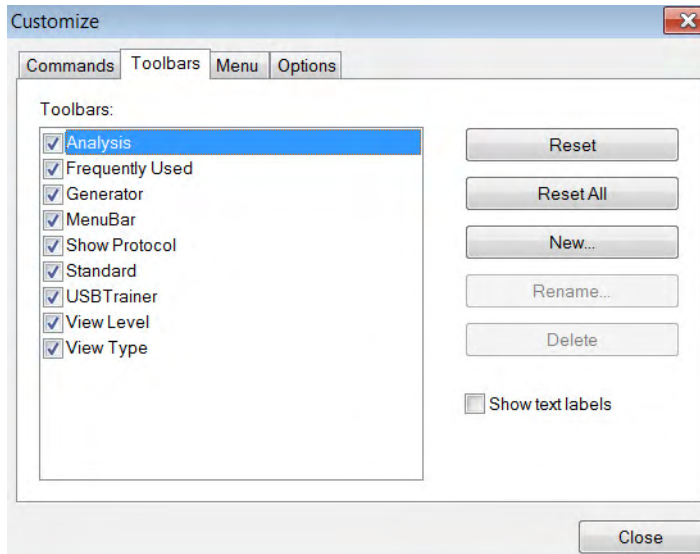 Customize
Commands Toolbars Menu Options
Toolbars:
Analysis
Frequently Used
Generator
MenuBar
Show Protocol
Standard
USBTrainer
View Level
View Type
Reset
Reset All
New...
Rename...
Delete
Show text labels
Close